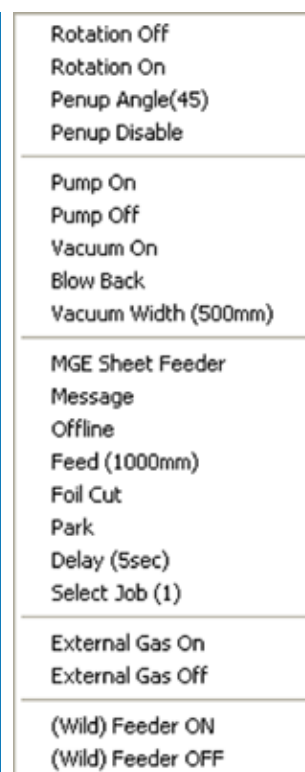 Rotation Off
Rotation On
Penup Angle(45)
Penup Disable
Pump On
Pump Off
Vacuum On
Blow Back
Vacuum Width (500mm)
MGE Sheet Feeder
Message
Offline
Feed (1000mm)
Foil Cut
Park
Delay (5sec)
Select Job (1)
External Gas On
External Gas Off
(Wild) Feeder ON
(Wild) Feeder OFF